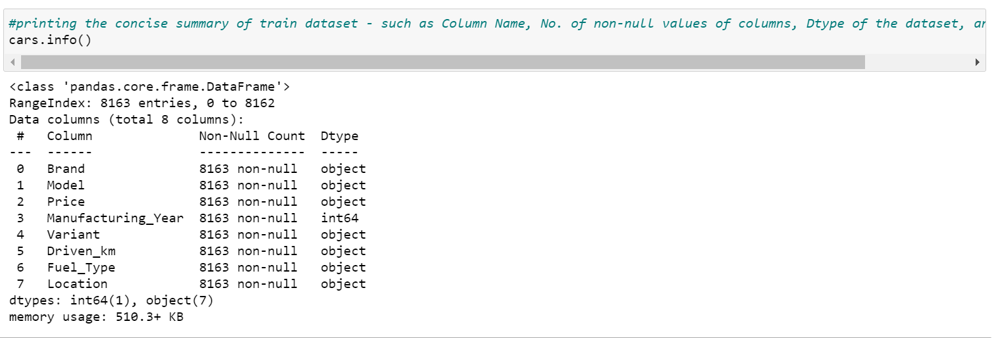 #printing the concise summary of train dataset - such as Column Name, No. of non-null values of columns, Dtype of the dataset,
cars.info()
<class 'pandas.core.frame.DataFrame'>
RangeIndex: 8163 entries, 0 to 8162
Data columns (total 8 columns):
 #   Column              Non-Null Count  Dtype
---  ------              --------------  -----
 0   Brand               8163 non-null   object
 1   Model               8163 non-null   object
 2   Price               8163 non-null   object
 3   Manufacturing_Year  8163 non-null   int64
 4   Variant             8163 non-null   object
 5   Driven_km           8163 non-null   object
 6   Fuel_Type           8163 non-null   object
 7   Location            8163 non-null   object
dtypes: int64(1), object(7)
memory usage: 510.3+ KB